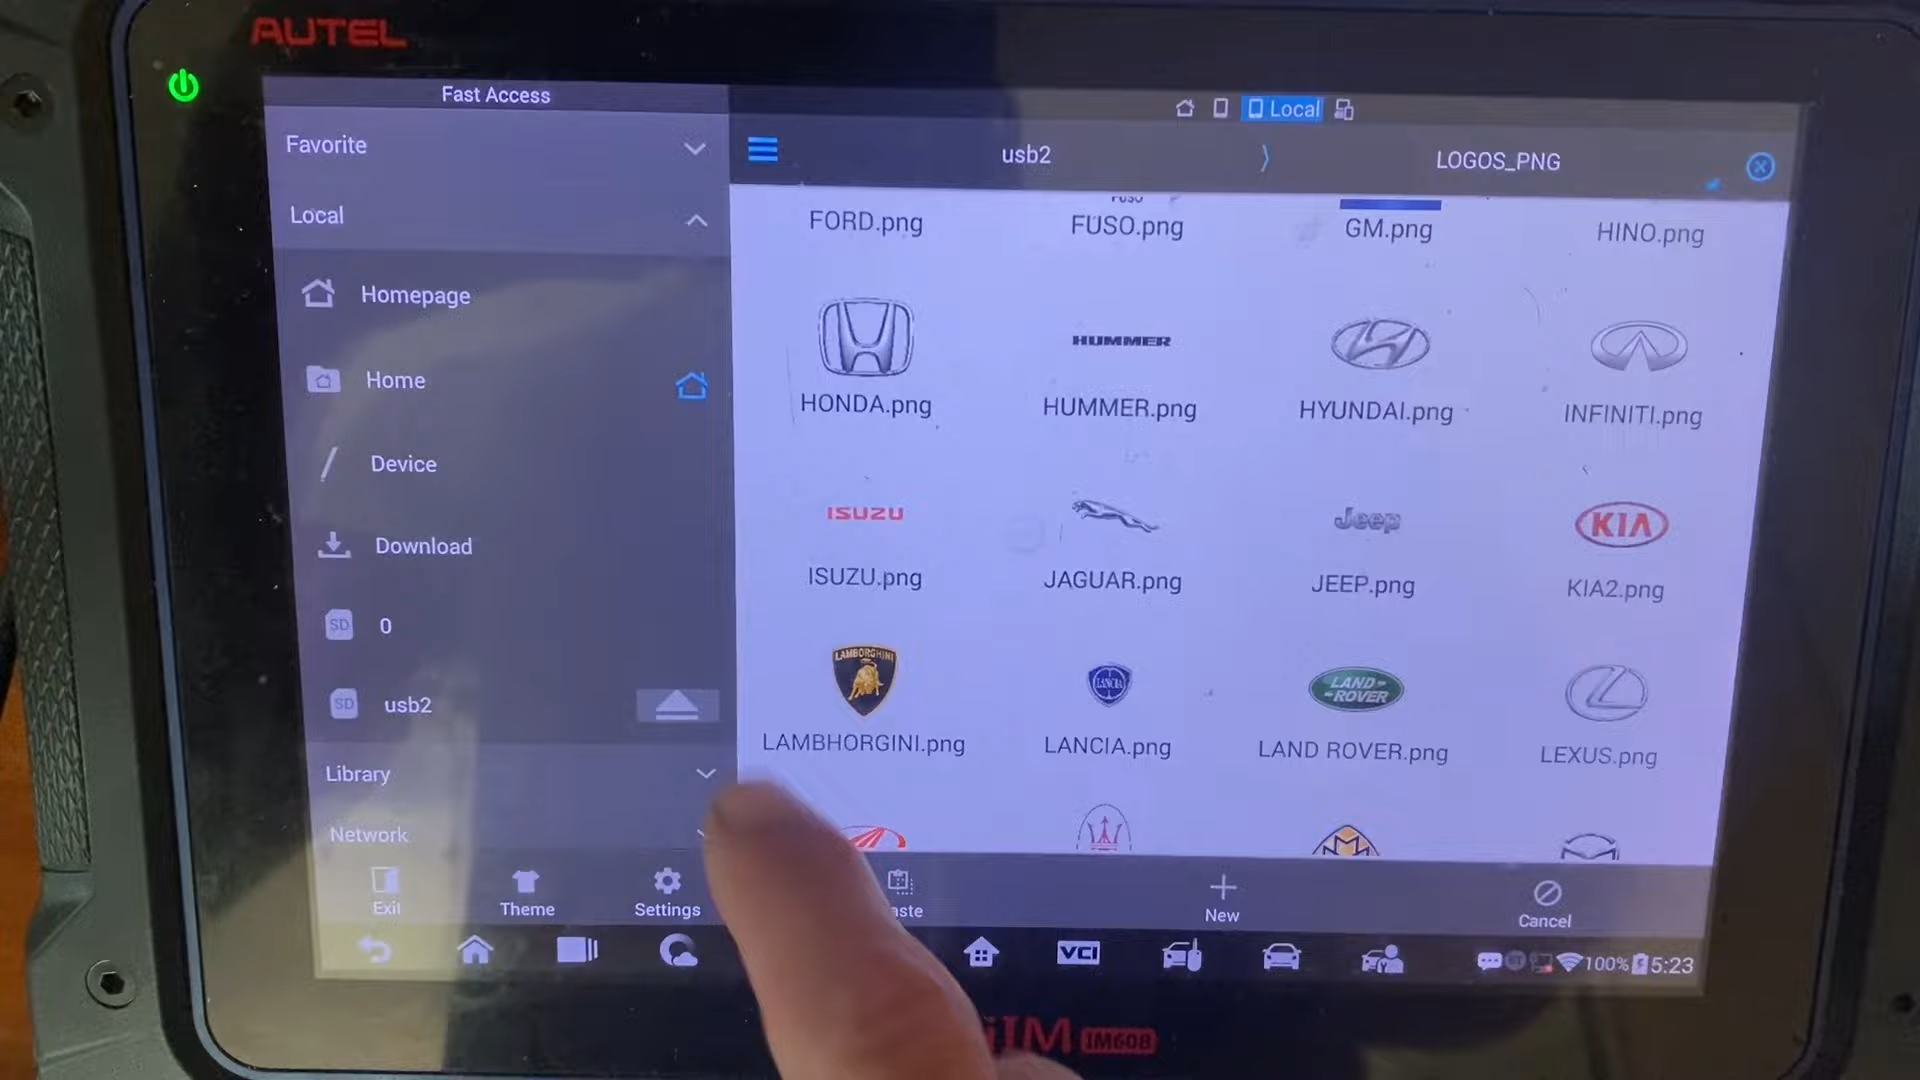 AUTEL
Fast Access
Favorite
Local
Homepage
Home
Device
Download
SD 0
SD usb2
Library
Network
Exit
Theme
Settings
Local
usb2
LOGOS_PNG
FUSO
FORD.png
FUSO.png
GM.png
HINO.png
HUMMER
HONDA.png
HUMMER.png
HYUNDAI.png
INFINITI.png
ISUZU
Jeep
KIA
ISUZU.png
JAGUAR.png
JEEP.png
KIA2.png
LAMBORGHINI
LANCIA
LAND-
-ROVER
LAMBHORGINI.png
LANCIA.png
LAND ROVER.png
LEXUS.png
aste
New
Cancel
VCI
100%
5:23
IM IM608